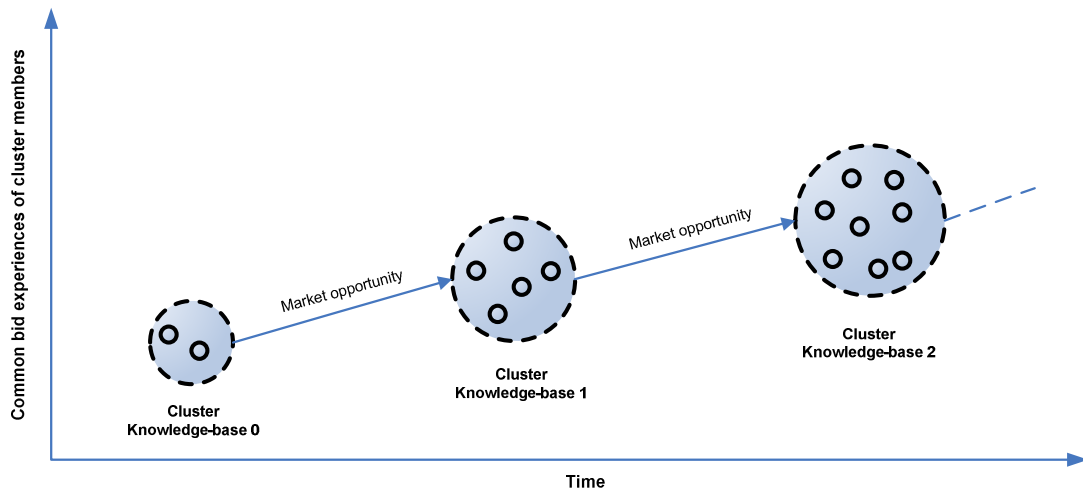 Common bid experiences of cluster members
Market opportunity
Market opportunity
Cluster
Knowledge-base 0
Cluster
Knowledge-base 1
Cluster
Knowledge-base 2
Time